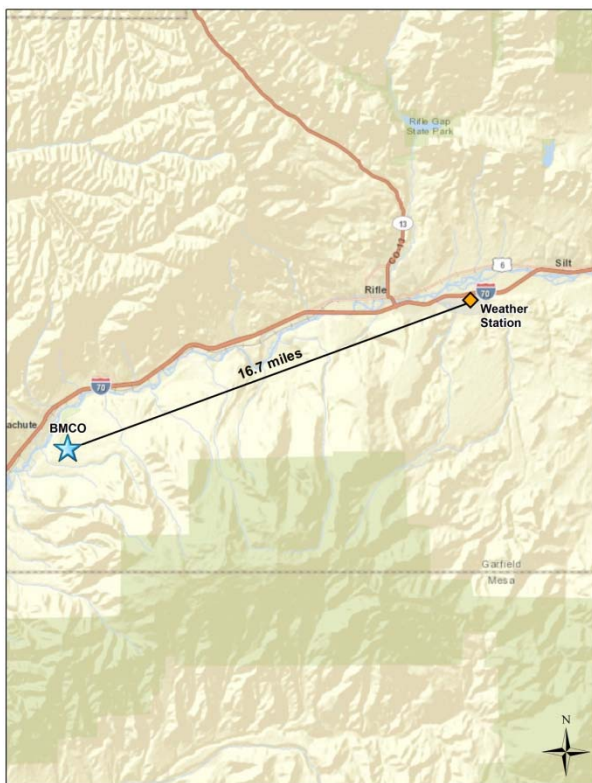 Rifle Gap
State Park
13
CO-13
6
Silt
Rifle
70
Weather
Station
16.7 miles
70
achute
BMCO
Garfield
Mesa
N